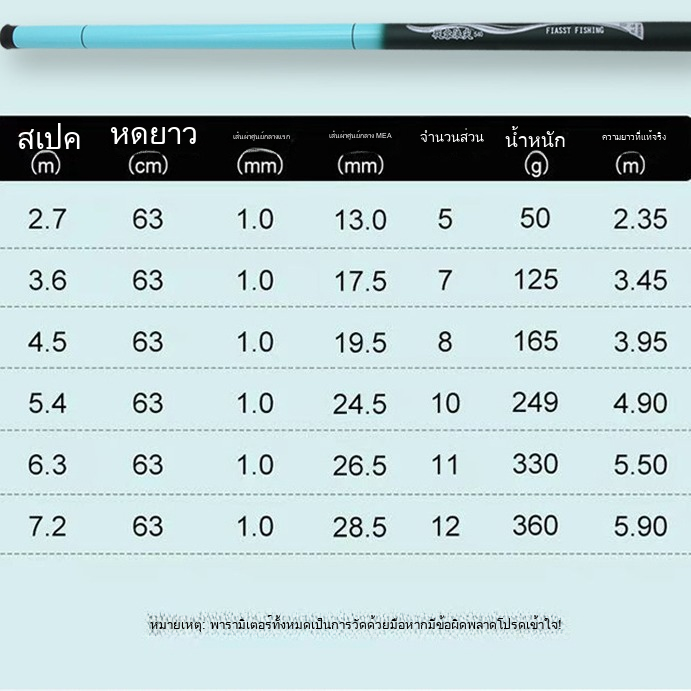 540 FIASST FISHING
สเปค หดยาว เส้นผ่าศูนย์กลางแรก เส้นผ่าศูนย์กลาง MEA จำนวนส่วน น้ำหนัก ความยาวที่แท้จริง
(m) (cm) (mm) (mm) (g) (m)
2.7 63 1.0 13.0 5 50 2.35
3.6 63 1.0 17.5 7 125 3.45
4.5 63 1.0 19.5 8 165 3.95
5.4 63 1.0 24.5 10 249 4.90
6.3 63 1.0 26.5 11 330 5.50
7.2 63 1.0 28.5 12 360 5.90
หมายเหตุ: พารามิเตอร์ทั้งหมดเป็นการวัดด้วยมือหากมีข้อผิดพลาดโปรดเข้าใจ!